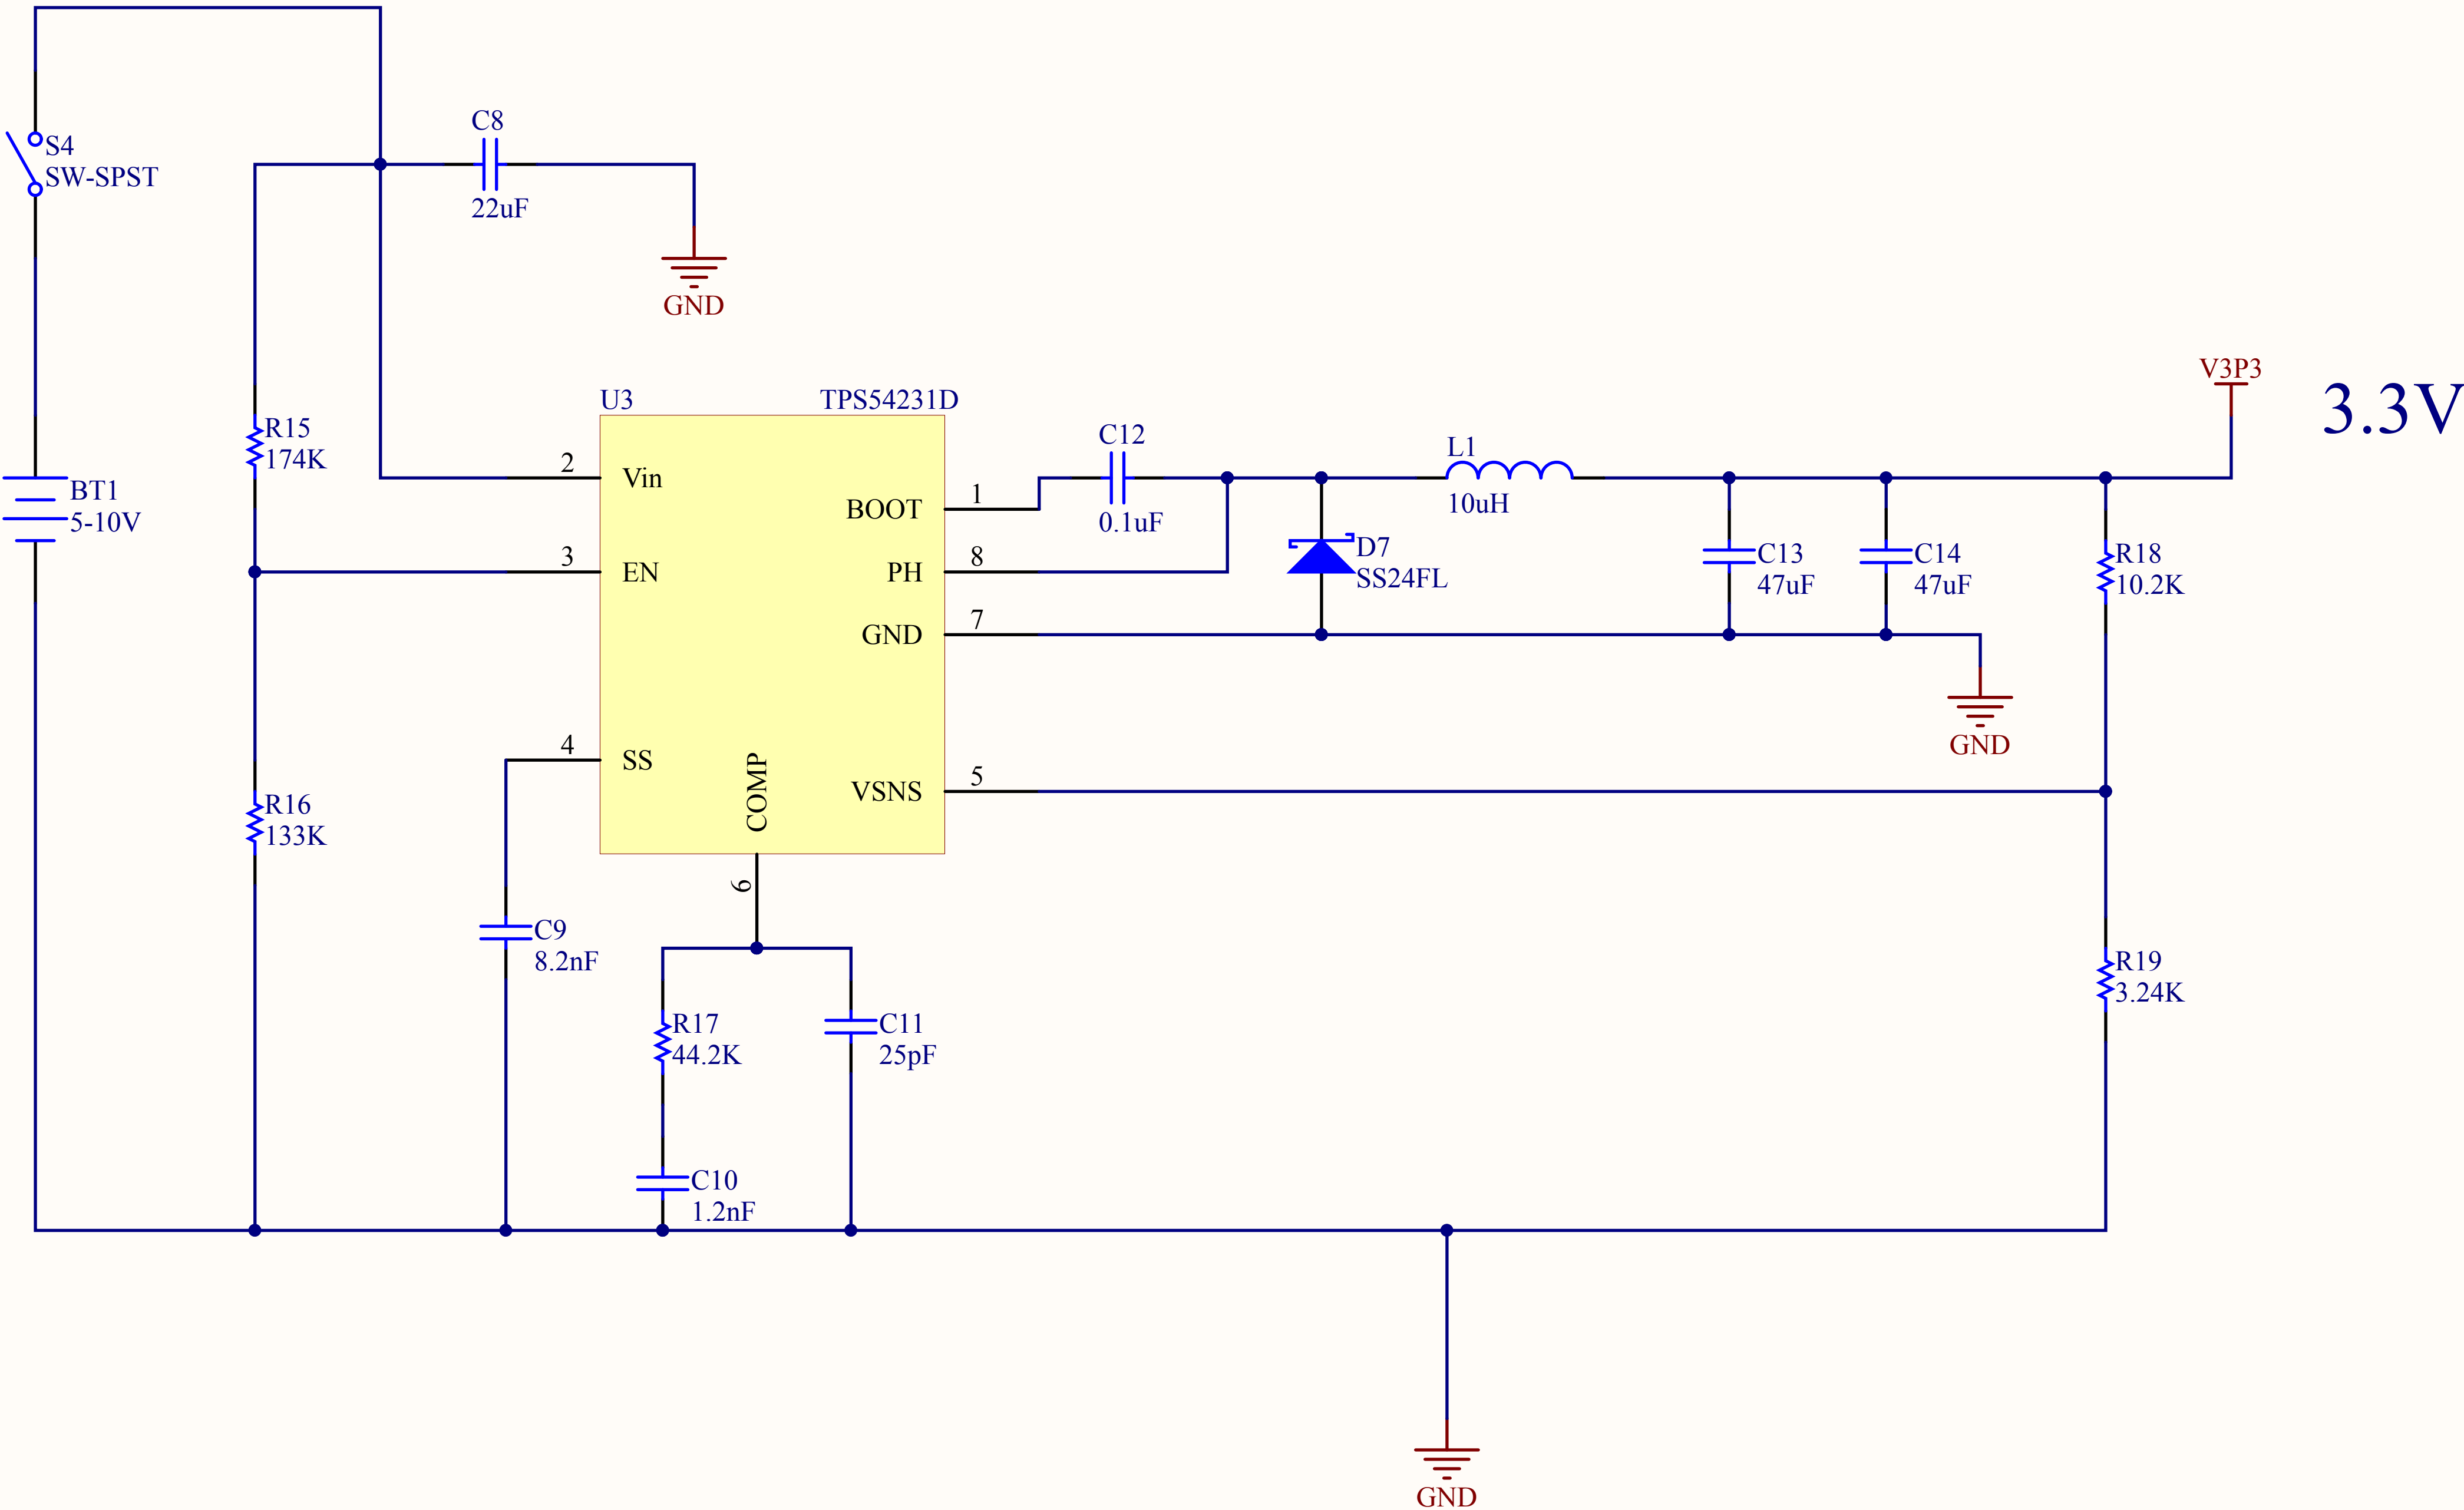 C8
22uF
GND
S4
SW-SPST
BT1
5-10V
R15
174K
R16
133K
U3
TPS54231D
2
Vin
3
EN
4
SS
COMP
6
BOOT
1
PH
8
GND
7
VSNS
5
C12
0.1uF
L1
10uH
D7
SS24FL
C13
47uF
C14
47uF
R18
10.2K
V3P3
3.3V
GND
C9
8.2nF
R17
44.2K
C11
25pF
C10
1.2nF
R19
3.24K
GND